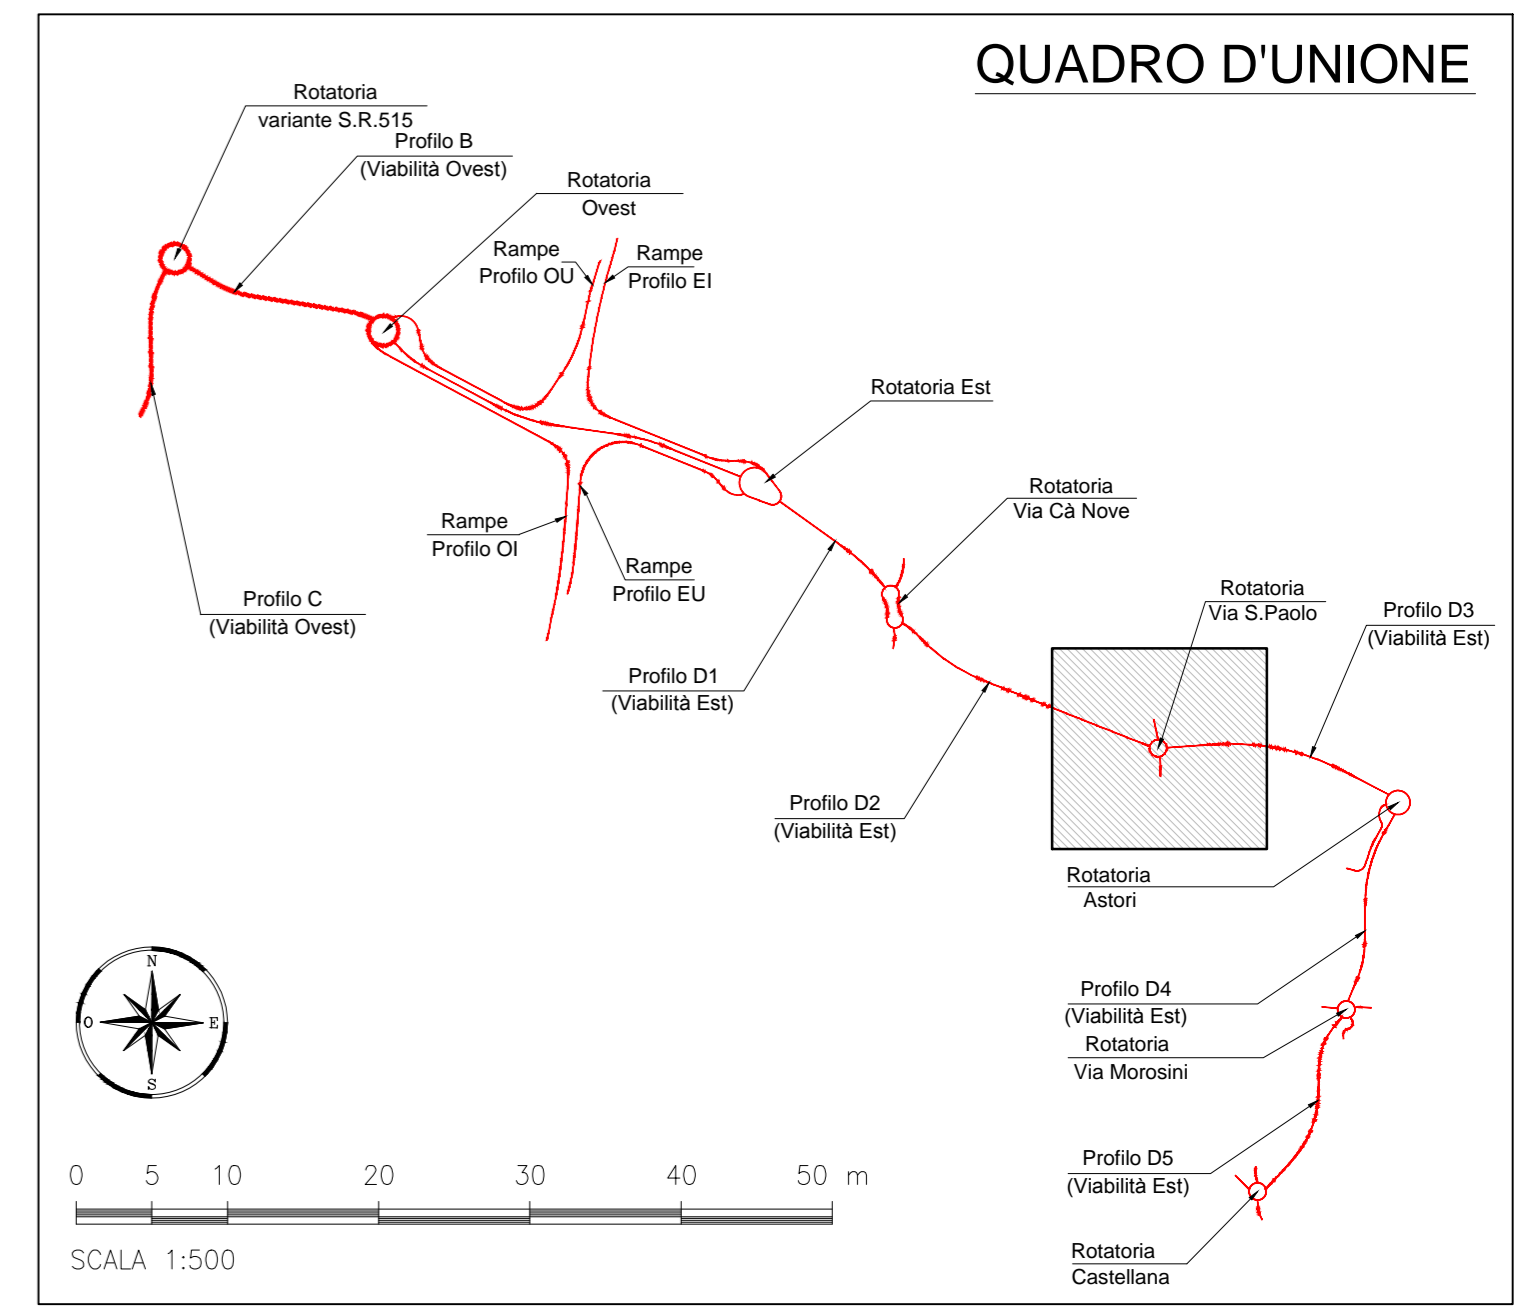 QUADRO D'UNIONE
Rotatoria
variante S.R.515
Profilo B
(Viabilità Ovest)
Rotatoria
Ovest
Rampe
Profilo OU
Rampe
Profilo EI
Rotatoria Est
Rotatoria
Via Cà Nove
Rampe
Profilo OI
Rampe
Profilo EU
Rotatoria
Via S.Paolo
Profilo D3
(Viabilità Est)
Profilo C
(Viabilità Ovest)
Profilo D1
(Viabilità Est)
Profilo D2
(Viabilità Est)
Rotatoria
Astori
Profilo D4
(Viabilità Est)
Rotatoria
Via Morosini
Profilo D5
(Viabilità Est)
Rotatoria
Castellana
N
O
E
S
0 5 10 20 30 40 50 m
SCALA 1:500